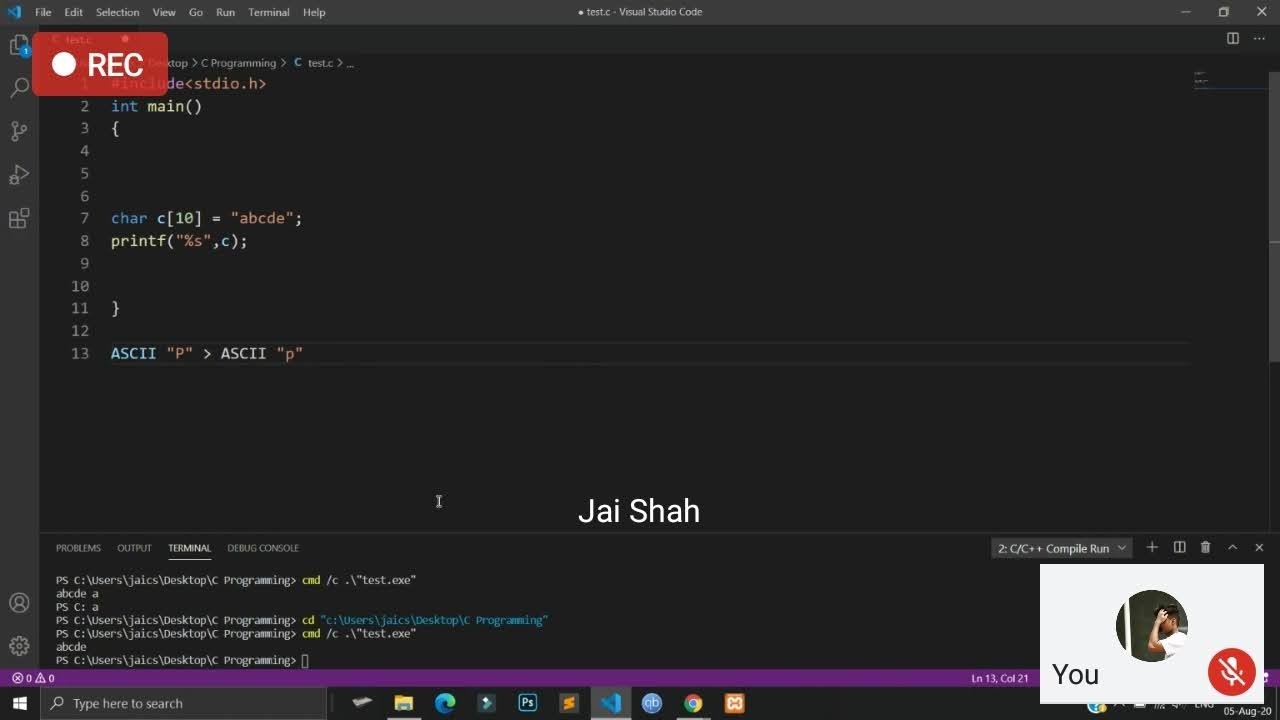 File Edit Selection View Go Run Terminal Help
● test.c - Visual Studio Code
test.c
REC
C Programming > C test.c > ...
1 #include<stdio.h>
2 int main()
3 {
4
5
6
7 char c[10] = "abcde";
8 printf("%s",c);
9
10
11 }
12
13 ASCII "P" > ASCII "p"
Jai Shah
PROBLEMS OUTPUT TERMINAL DEBUG CONSOLE
2: C/C++ Compile Run
PS C:\Users\jaics\Desktop\C Programming> cmd /c .\"test.exe"
abcde a
PS C: a
PS C:\Users\jaics\Desktop\C Programming> cd "c:\Users\jaics\Desktop\C Programming"
PS C:\Users\jaics\Desktop\C Programming> cmd /c .\"test.exe"
abcde
PS C:\Users\jaics\Desktop\C Programming>
You
0 0
Ln 13, Col 21
Type here to search
ENG
05-Aug-20